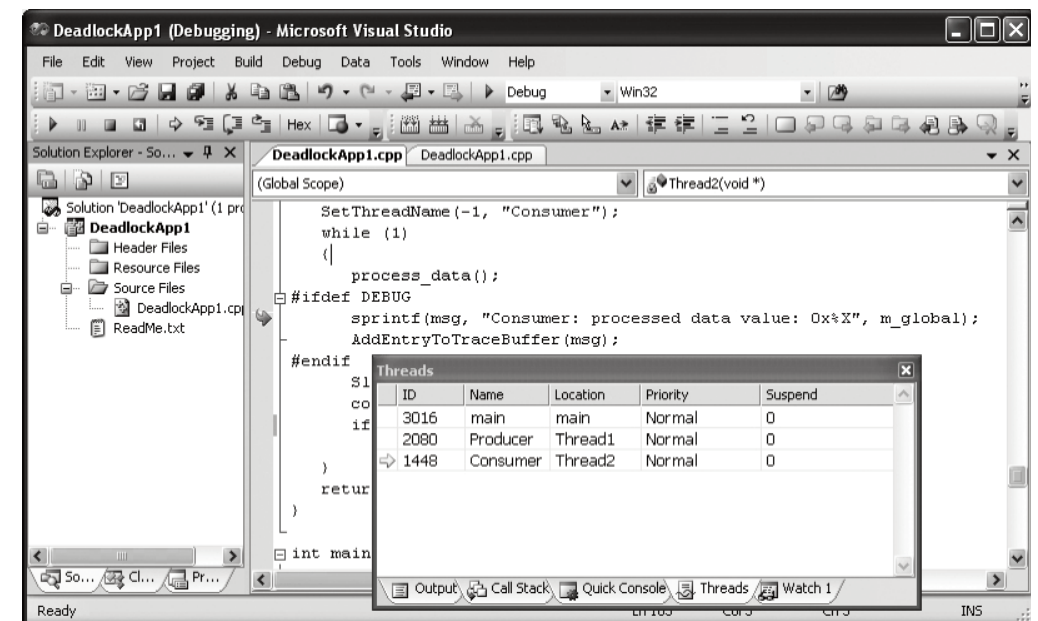 DeadlockApp1 (Debugging) - Microsoft Visual Studio
File Edit View Project Build Debug Data Tools Window Help
Debug Win32
Hex
Solution Explorer - So...
DeadlockApp1.cpp DeadlockApp1.cpp
(Global Scope) Thread2(void *)
Solution 'DeadlockApp1' (1 pro
DeadlockApp1
Header Files
Resource Files
Source Files
DeadlockApp1.cpp
ReadMe.txt
SetThreadName(-1, "Consumer");
while (1)
{
process_data();
#ifdef DEBUG
sprintf(msg, "Consumer: processed data value: 0x%X", m_global);
AddEntryToTraceBuffer(msg);
#endif
Sl
co
if
}
retur
}
int main
Threads
ID Name Location Priority Suspend
3016 main main Normal 0
2080 Producer Thread1 Normal 0
1448 Consumer Thread2 Normal 0
Output Call Stack Quick Console Threads Watch 1
So... Cl... Pr...
Ready INS